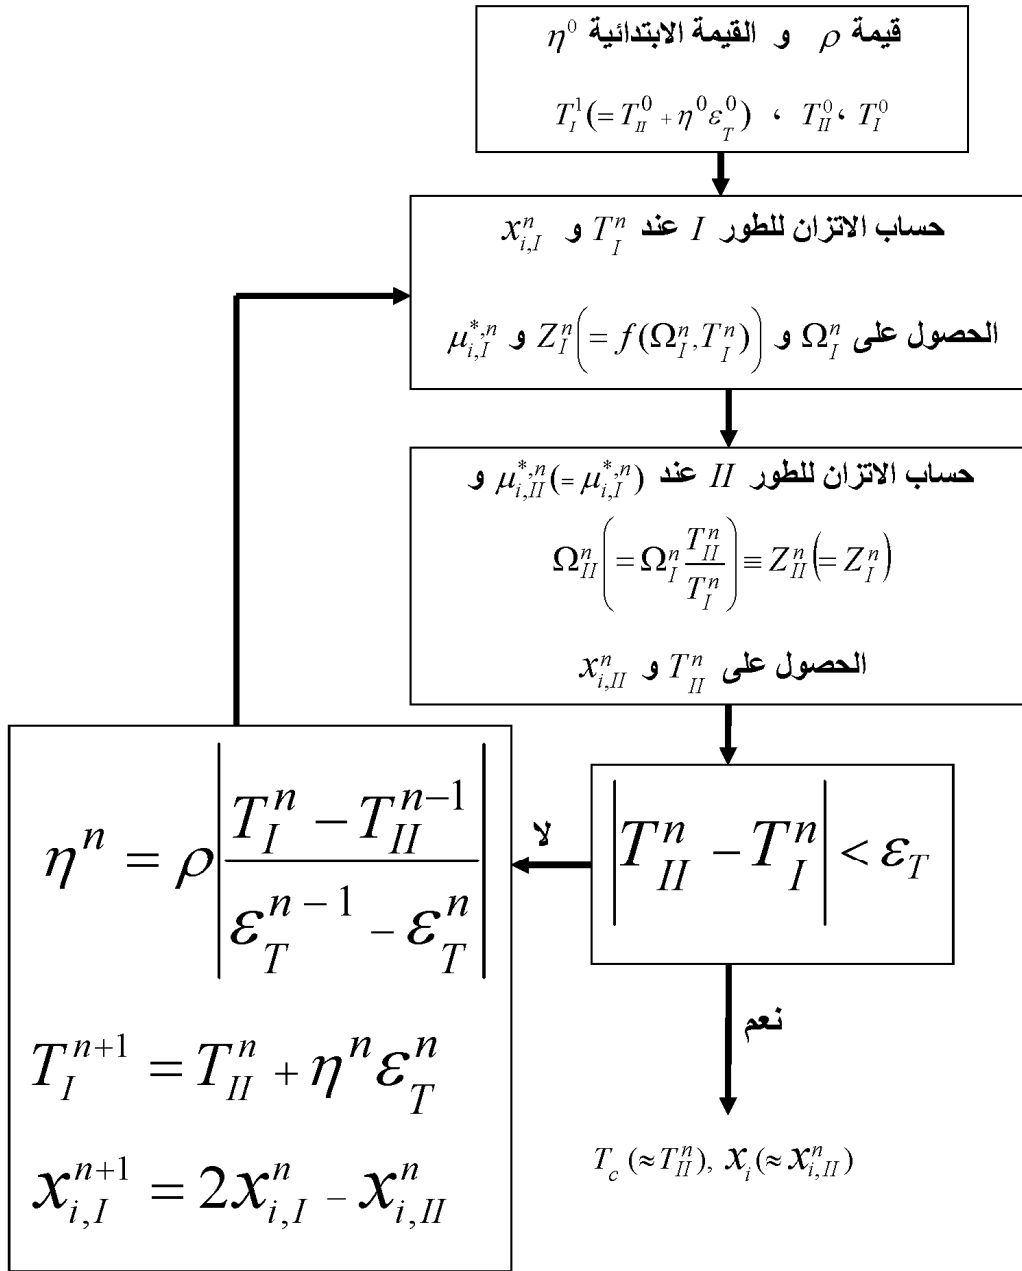 قيمة ρ و القيمة الابتدائية η⁰
T_I^0 ، T_II^0 ، T_I^1(= T_II^0 + η^0 ε_T^0)
حساب الاتزان للطور I عند T_I^n و x_{i,I}^n
الحصول على Ω_I^n و Z_I^n(= f(Ω_I^n, T_I^n)) و μ_{i,I}^{*,n}
حساب الاتزان للطور II عند μ_{i,II}^{*,n}(= μ_{i,I}^{*,n}) و
Ω_II^n(= Ω_I^n T_II^n / T_I^n) ≡ Z_II^n(= Z_I^n)
الحصول على T_II^n و x_{i,II}^n
|T_II^n − T_I^n| < ε_T
لا
η^n = ρ |(T_I^n − T_II^{n−1}) / (ε_T^{n−1} − ε_T^n)|
T_I^{n+1} = T_II^n + η^n ε_T^n
x_{i,I}^{n+1} = 2x_{i,I}^n − x_{i,II}^n
نعم
T_c (≈ T_II^n), x_i (≈ x_{i,II}^n)